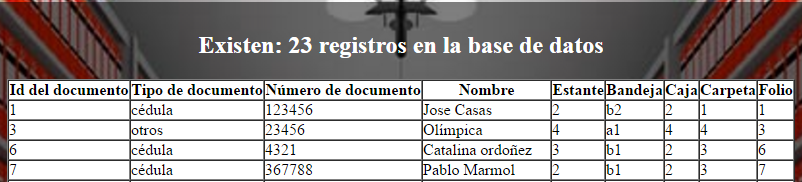 Existen: 23 registros en la base de datos
Id del documento Tipo de documento Número de documento Nombre Estante Bandeja Caja Carpeta Folio
1 cédula 123456 Jose Casas 2 b2 2 1 1
3 otros 23456 Olímpica 4 a1 4 4 3
6 cédula 4321 Catalina ordoñez 3 b1 2 3 6
7 cédula 367788 Pablo Marmol 2 b1 2 3 7